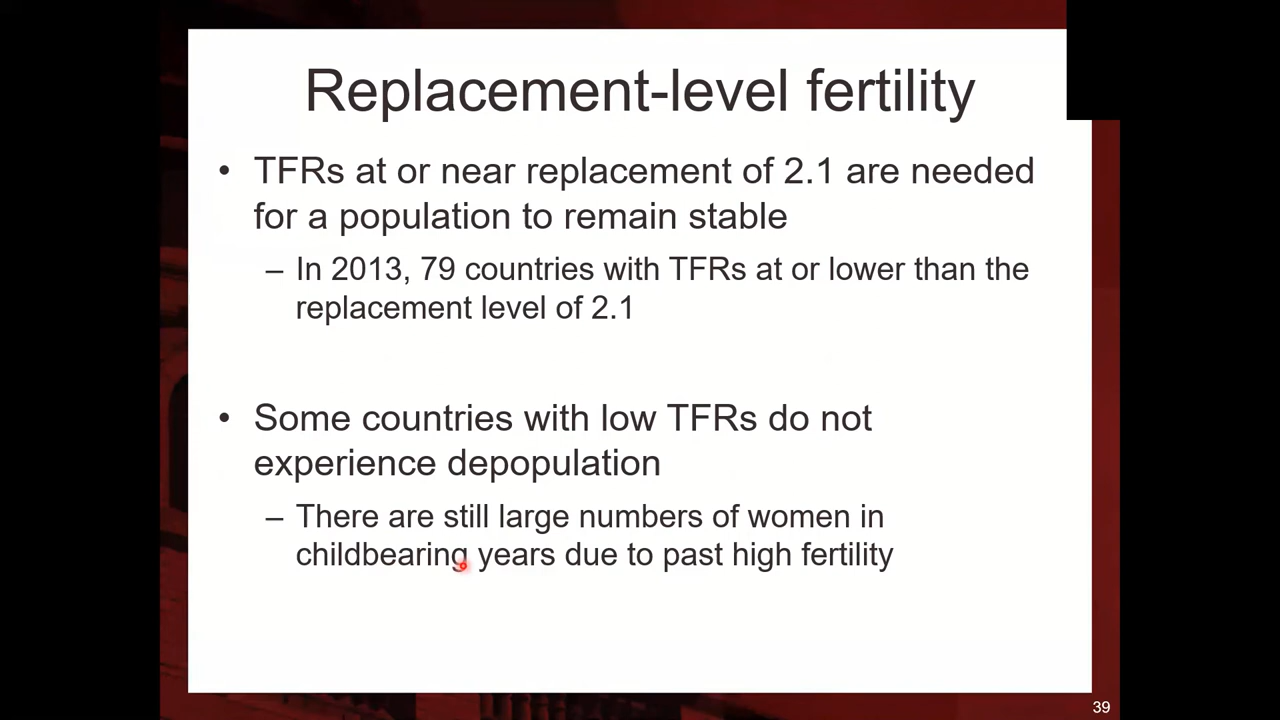 Replacement-level fertility
• TFRs at or near replacement of 2.1 are needed
for a population to remain stable
– In 2013, 79 countries with TFRs at or lower than the
replacement level of 2.1
• Some countries with low TFRs do not
experience depopulation
– There are still large numbers of women in
childbearing years due to past high fertility
39